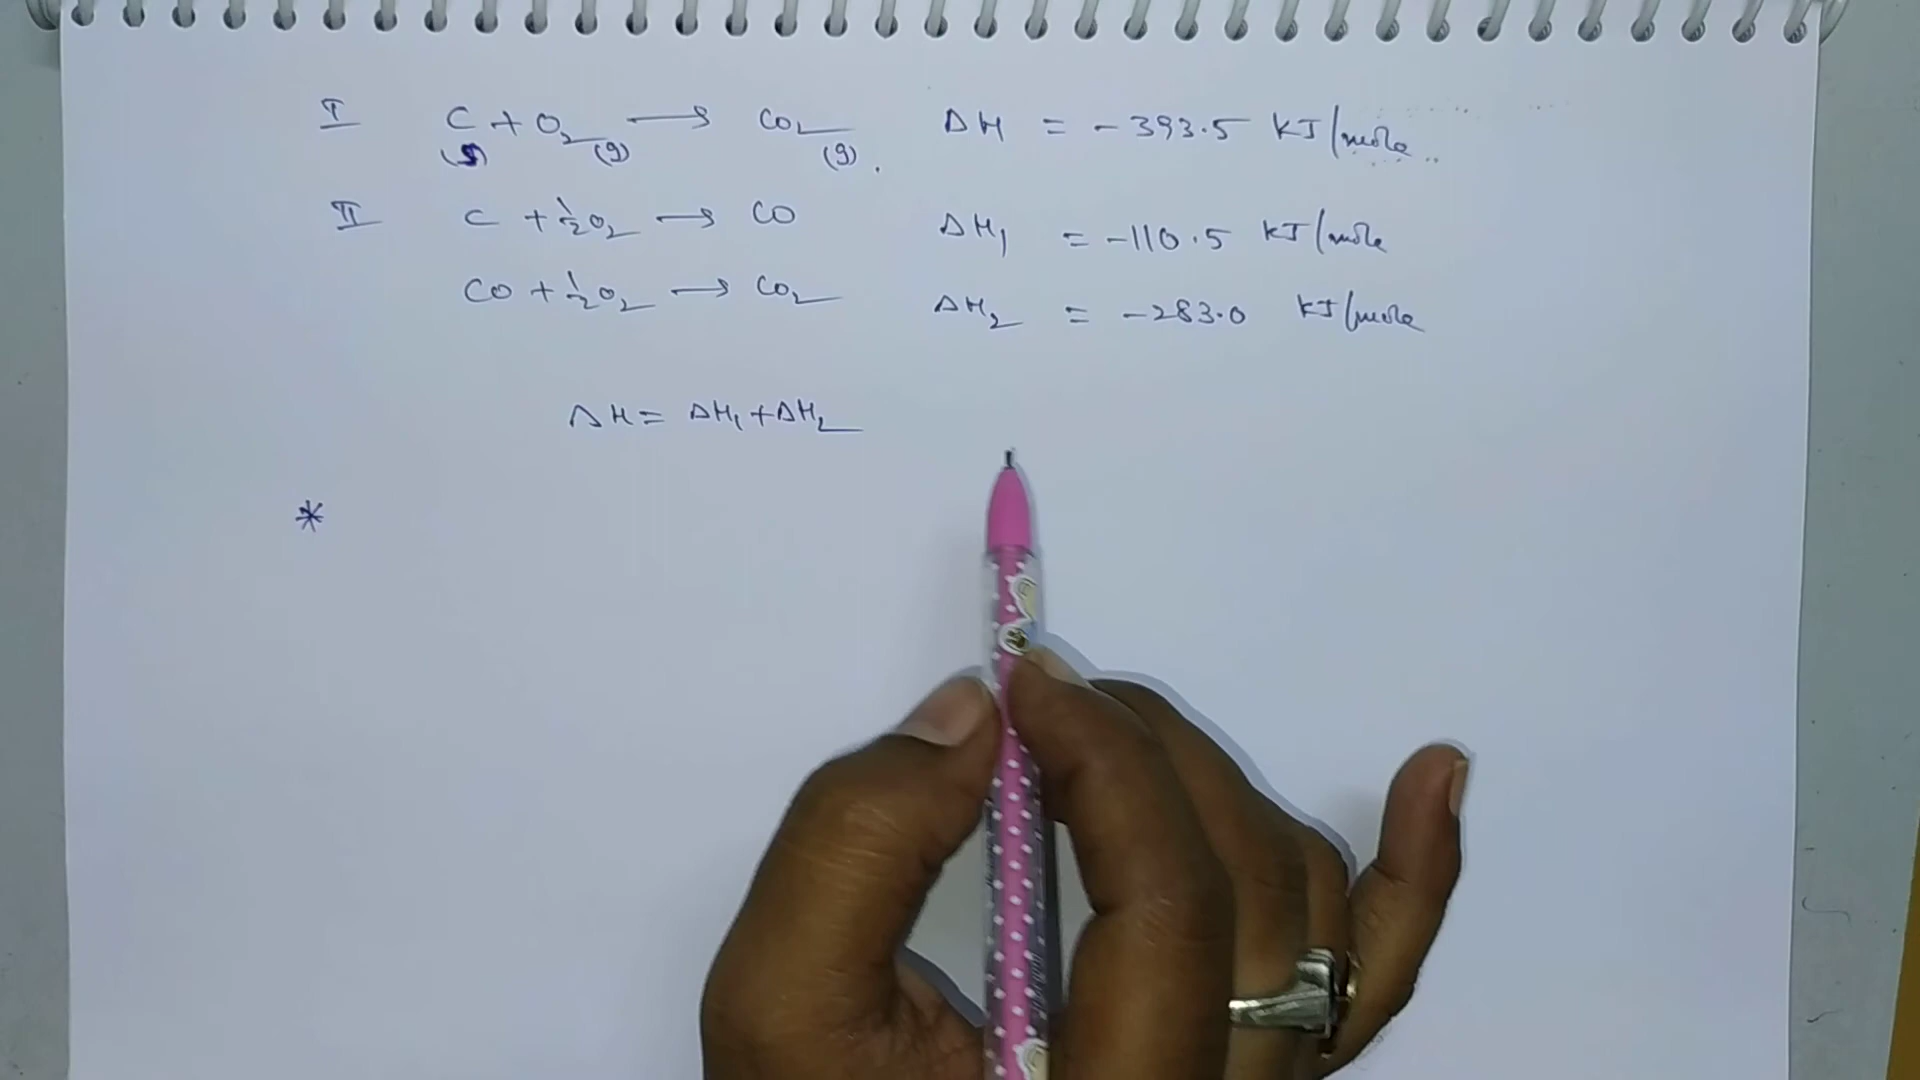 I C + O₂ ⟶ CO₂ ΔH = -393.5 KJ/mole
(s) (g) (g).
II C + ½O₂ ⟶ CO ΔH₁ = -110.5 KJ/mole
CO + ½O₂ ⟶ CO₂ ΔH₂ = -283.0 KJ/mole
ΔH = ΔH₁ + ΔH₂
*